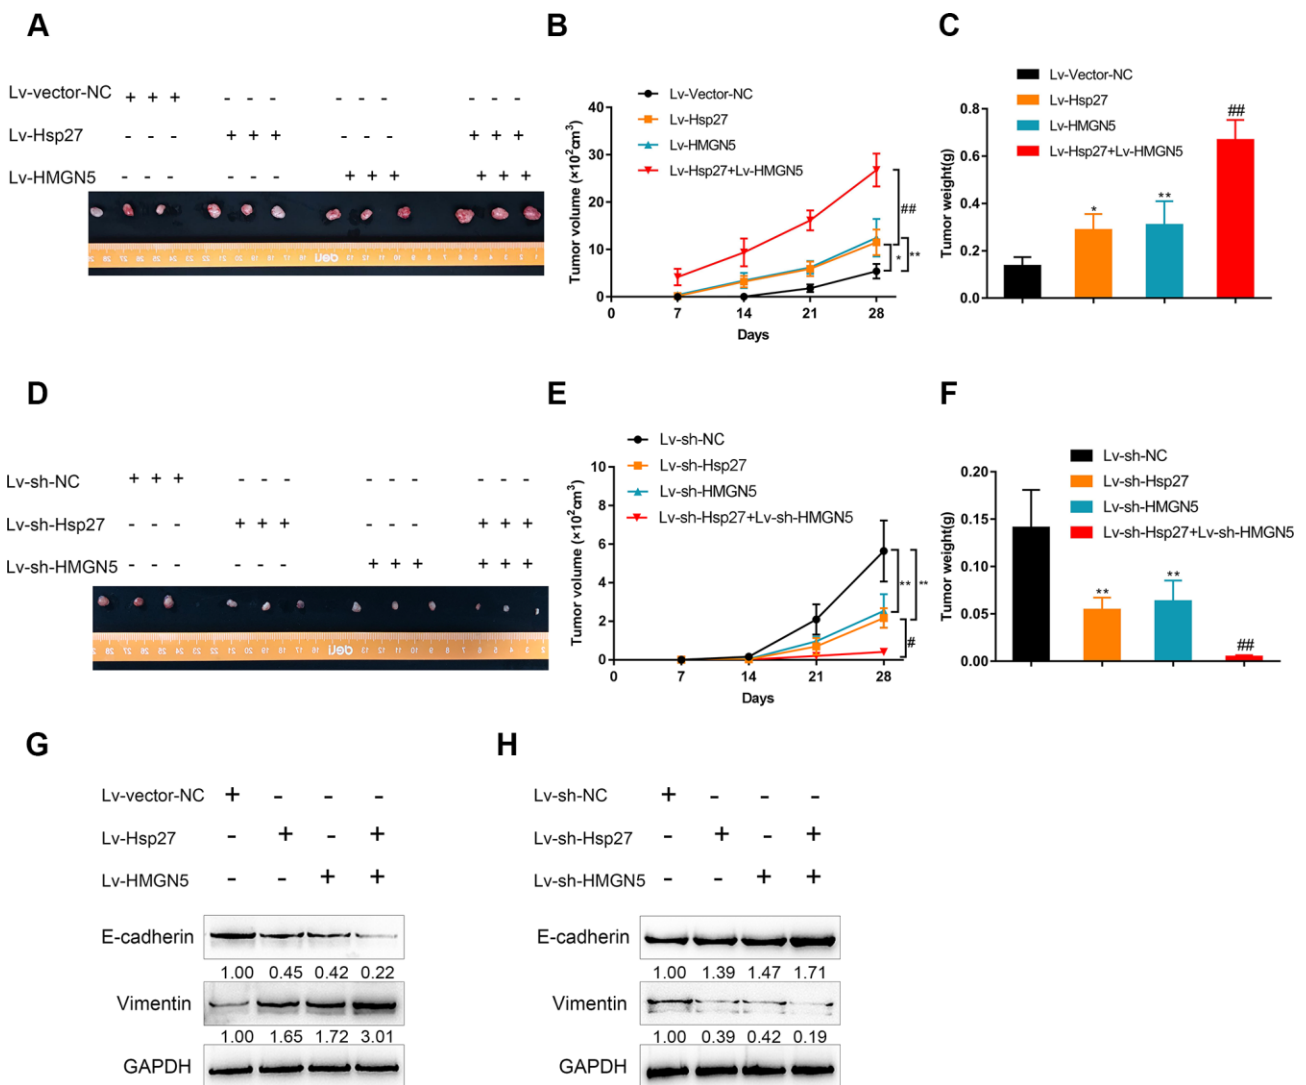 A
Lv-vector-NC + + + - - - - - - - - -
Lv-Hsp27 - - - + + + - - - + + +
Lv-HMGN5 - - - - - - + + + + + +
deli
B
Lv-Vector-NC
Lv-Hsp27
Lv-HMGN5
Lv-Hsp27+Lv-HMGN5
Tumor volume (×10²cm³)
40
30
20
10
0
##
* **
0 7 14 21 28
Days
C
Lv-Vector-NC
Lv-Hsp27
Lv-HMGN5
Lv-Hsp27+Lv-HMGN5
Tumor weight(g)
0.8
0.6
0.4
0.2
0.0
* ** ##
D
Lv-sh-NC + + + - - - - - - - - -
Lv-sh-Hsp27 - - - + + + - - - + + +
Lv-sh-HMGN5 - - - - - - + + + + + +
deli
E
Lv-sh-NC
Lv-sh-Hsp27
Lv-sh-HMGN5
Lv-sh-Hsp27+Lv-sh-HMGN5
Tumor volume (×10²cm³)
10
8
6
4
2
0
** **
#
0 7 14 21 28
Days
F
Lv-sh-NC
Lv-sh-Hsp27
Lv-sh-HMGN5
Lv-sh-Hsp27+Lv-sh-HMGN5
Tumor weight(g)
0.20
0.15
0.10
0.05
0.00
** ** ##
G
Lv-vector-NC + - - -
Lv-Hsp27 - + - +
Lv-HMGN5 - - + +
E-cadherin
1.00 0.45 0.42 0.22
Vimentin
1.00 1.65 1.72 3.01
GAPDH
H
Lv-sh-NC + - - -
Lv-sh-Hsp27 - + - +
Lv-sh-HMGN5 - - + +
E-cadherin
1.00 1.39 1.47 1.71
Vimentin
1.00 0.39 0.42 0.19
GAPDH